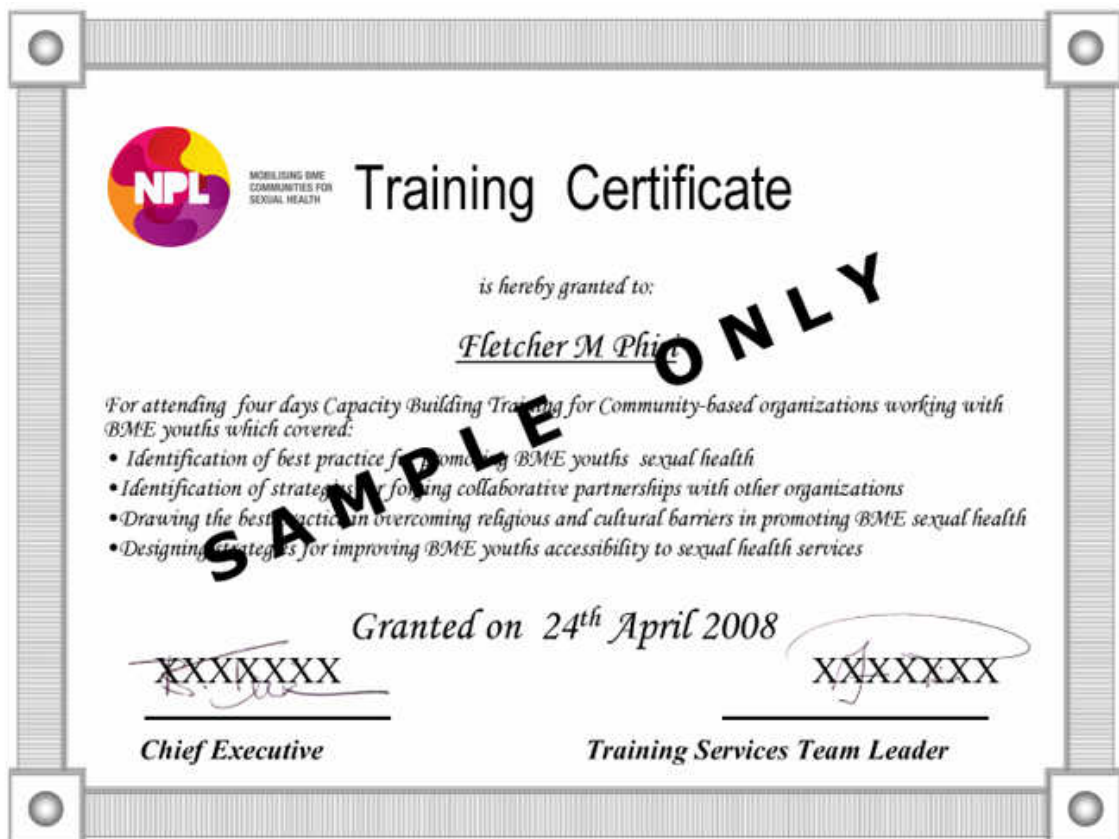 NPL
MOBILISING BME
COMMUNITIES FOR
SEXUAL HEALTH
Training Certificate
is hereby granted to:
Fletcher M Phiri
SAMPLE ONLY
For attending four days Capacity Building Training for Community-based organizations working with
BME youths which covered:
• Identification of best practice for promoting BME youths sexual health
• Identification of strategies for forging collaborative partnerships with other organizations
• Drawing the best practice in overcoming religious and cultural barriers in promoting BME sexual health
• Designing strategies for improving BME youths accessibility to sexual health services
Granted on 24th April 2008
XXXXXXX XXXXXXX
Chief Executive Training Services Team Leader